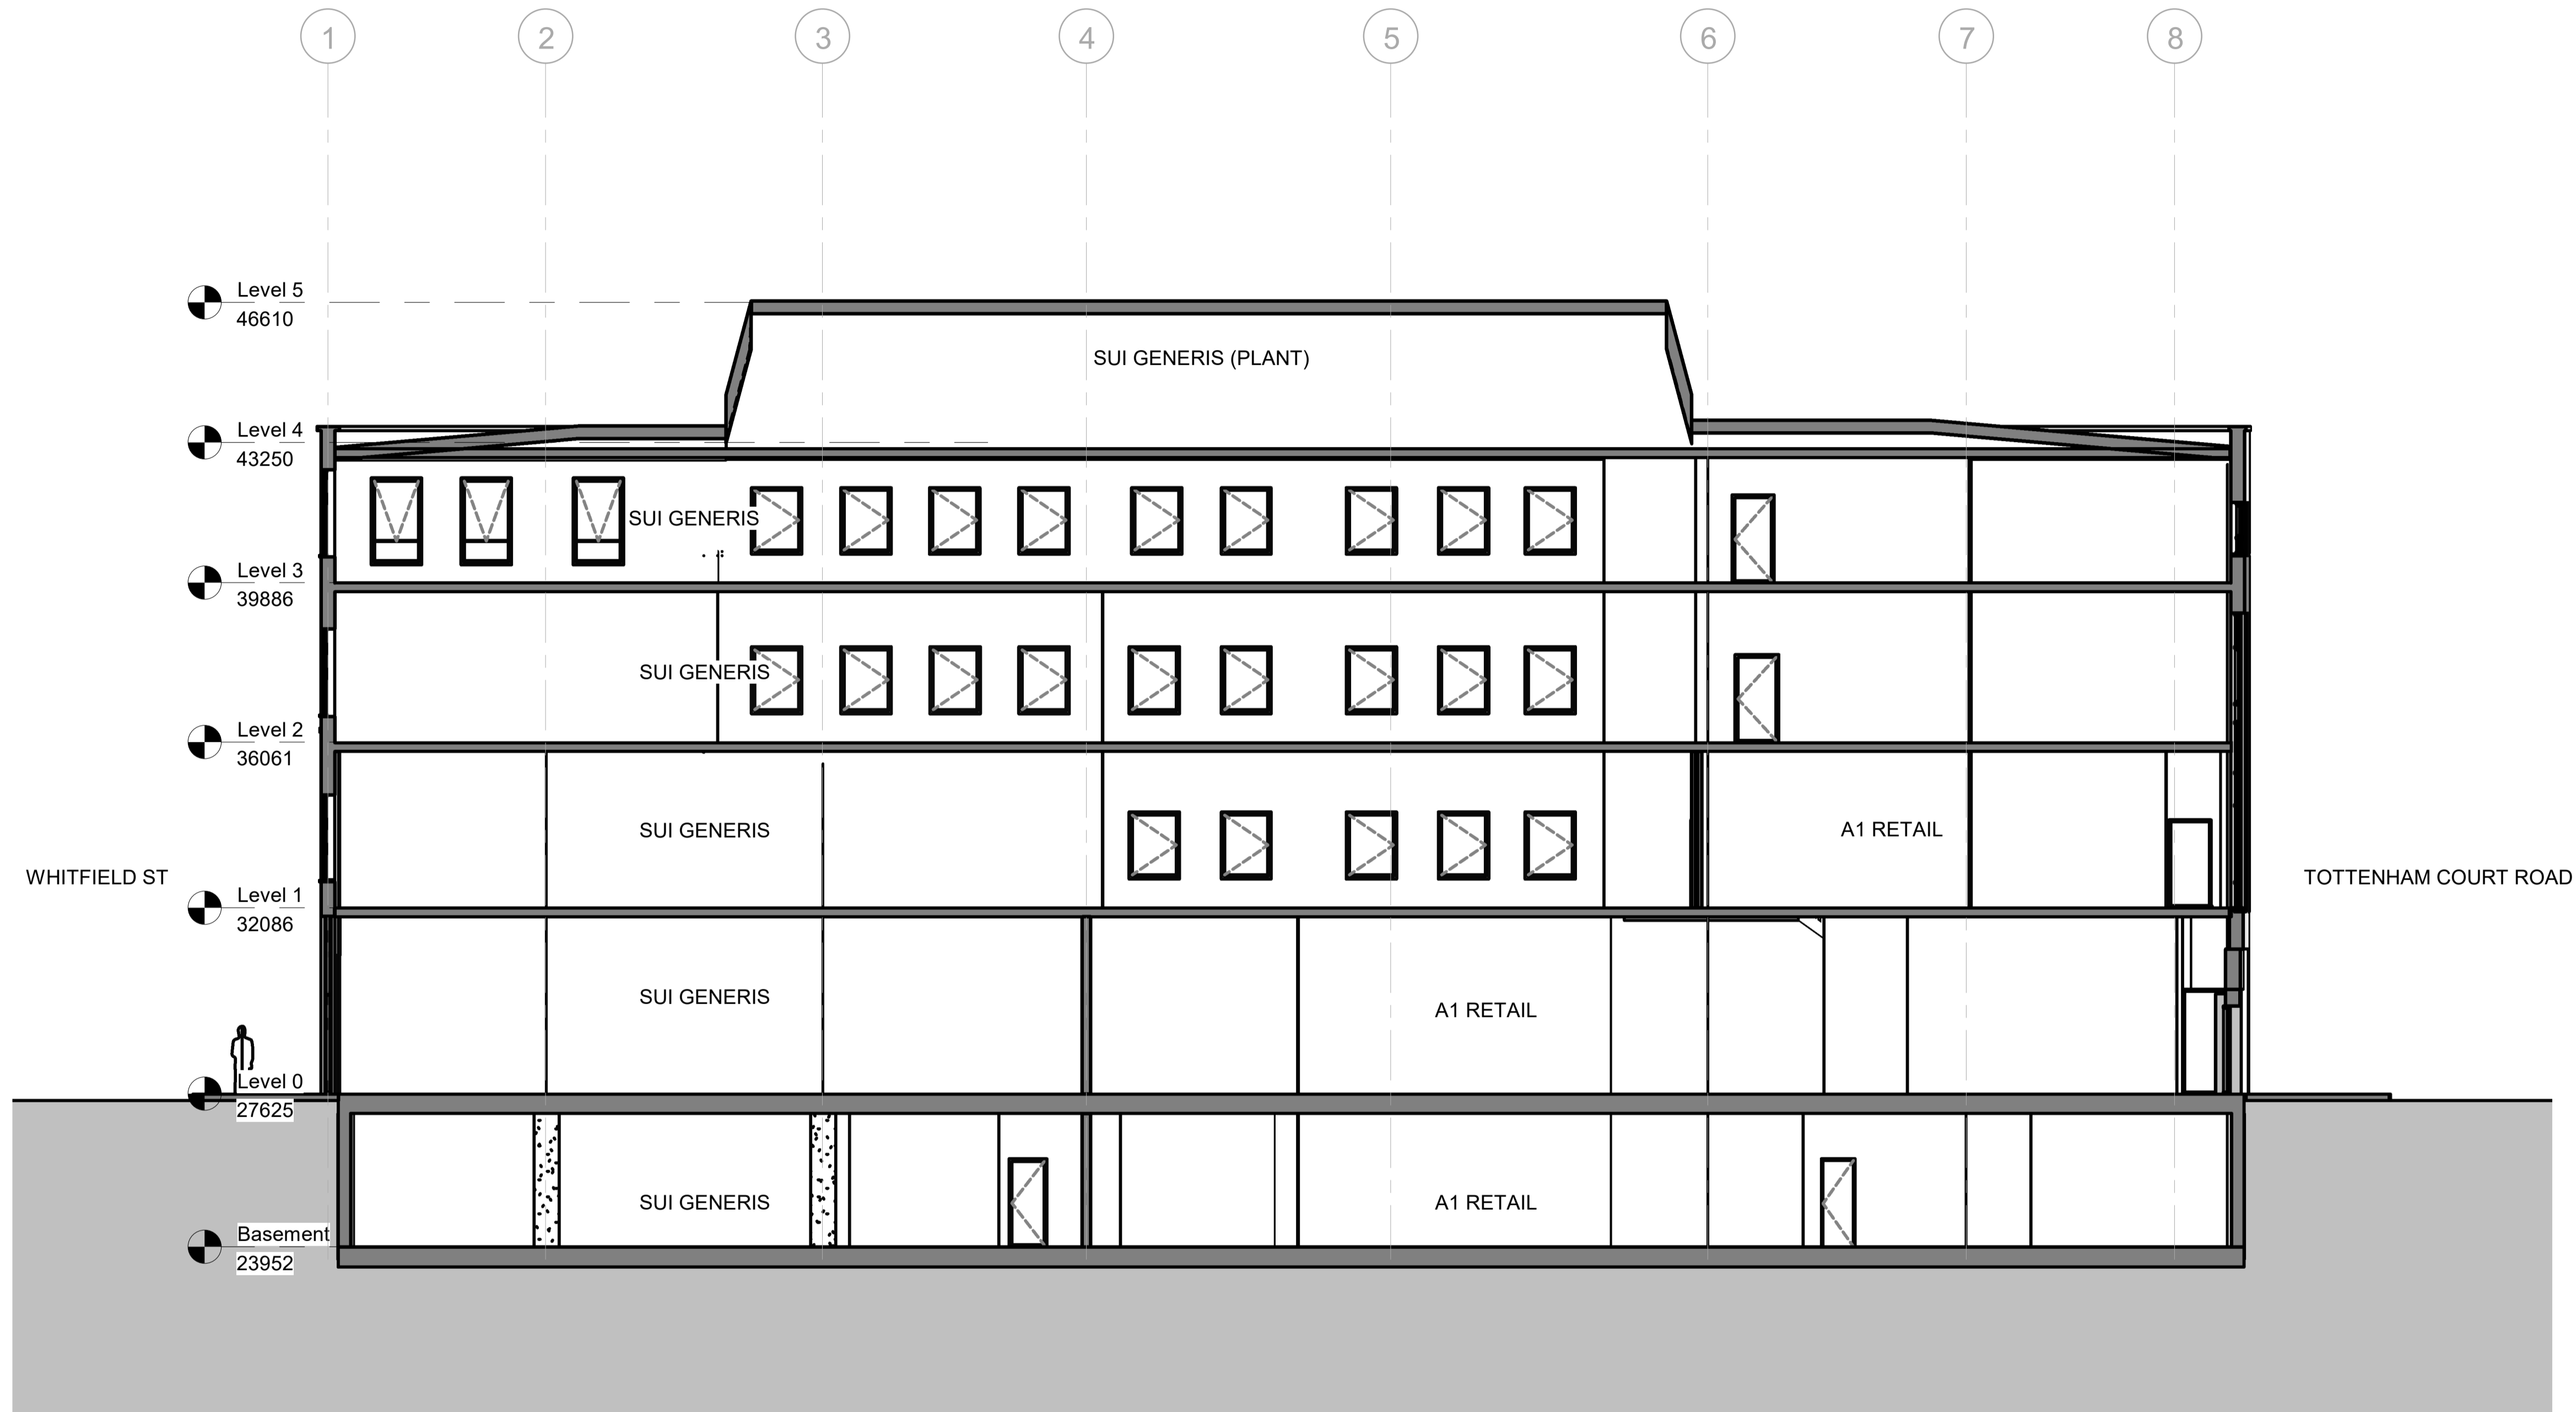 1
2
3
4
5
6
7
8
Level 5
46610
SUI GENERIS (PLANT)
Level 4
43250
SUI GENERIS
Level 3
39886
SUI GENERIS
Level 2
36061
SUI GENERIS
A1 RETAIL
WHITFIELD ST
TOTTENHAM COURT ROAD
Level 1
32086
SUI GENERIS
A1 RETAIL
Level 0
27625
SUI GENERIS
A1 RETAIL
Basement
23952